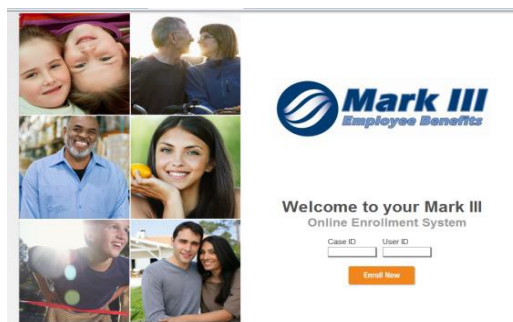 Mark III
Employee Benefits
Welcome to your Mark III
Online Enrollment System
Case ID User ID
Enroll Now